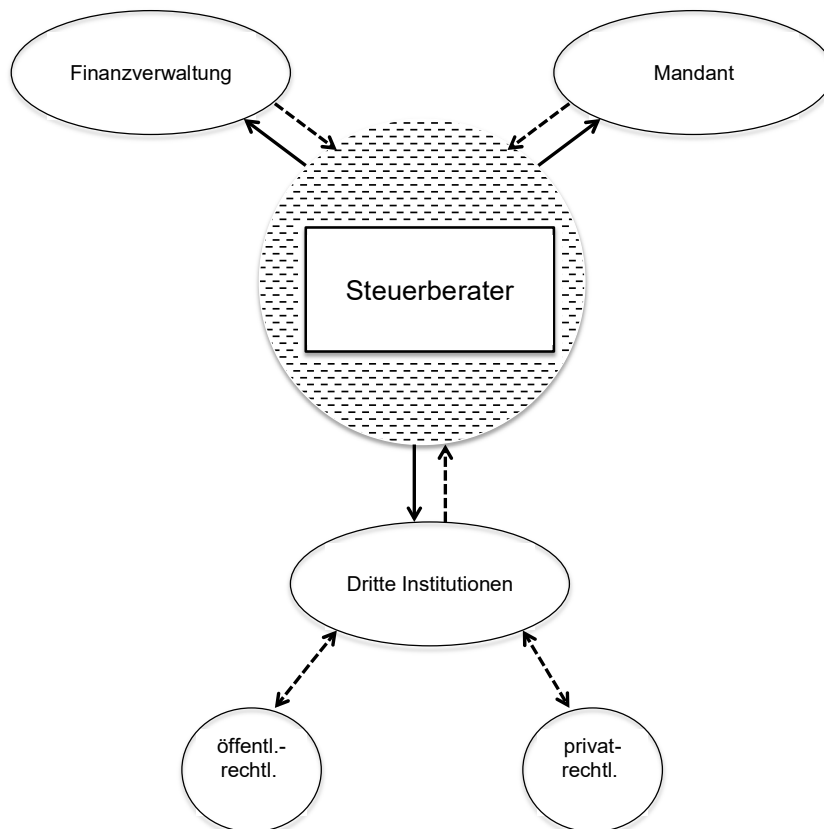 Finanzverwaltung
Mandant
Steuerberater
Dritte Institutionen
öffentl.-
rechtl.
privat-
rechtl.